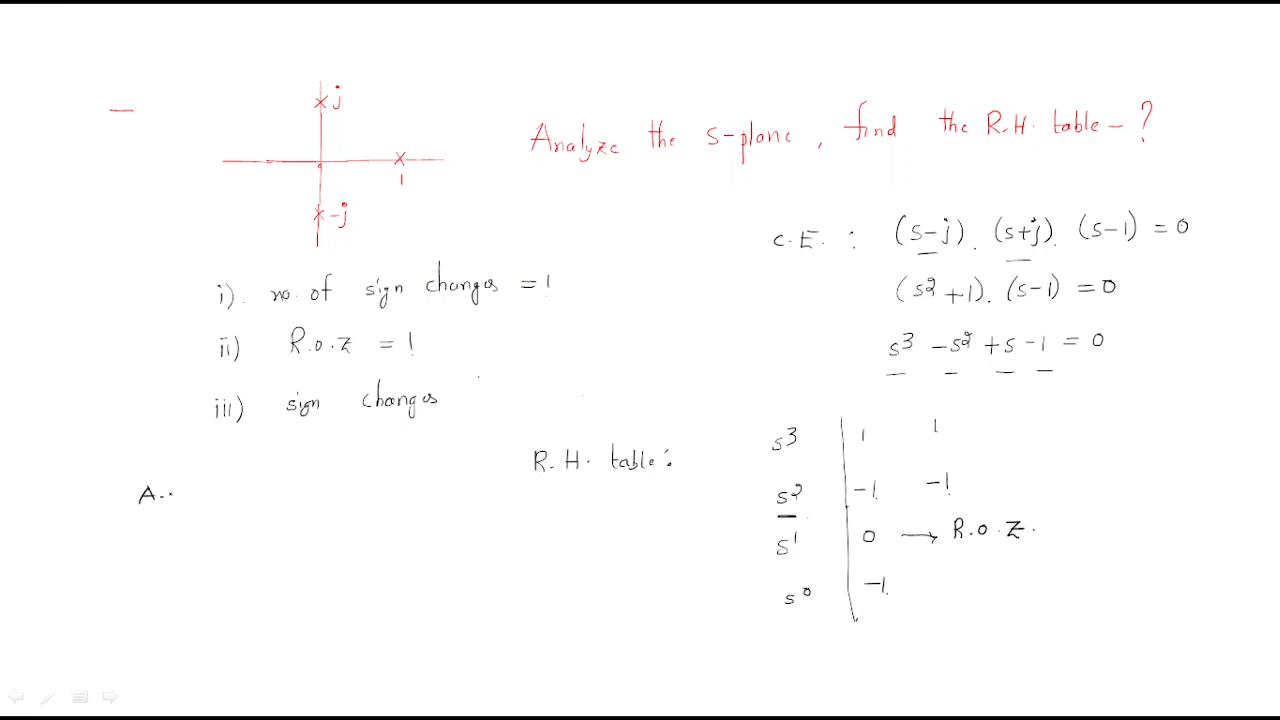 j
1
-j
Analyze the s-plane, find the R.H. table - ?
C.E. : (s-j). (s+j). (s-1) = 0
(s²+1). (s-1) = 0
s³ - s² + s - 1 = 0
i). no. of sign changes = 1
ii) R.o.Z = 1
iii) sign changes
R.H. table:
s³ | 1 1
s² | -1 -1
s¹ | 0 → R.O.Z.
s⁰ | -1
A..